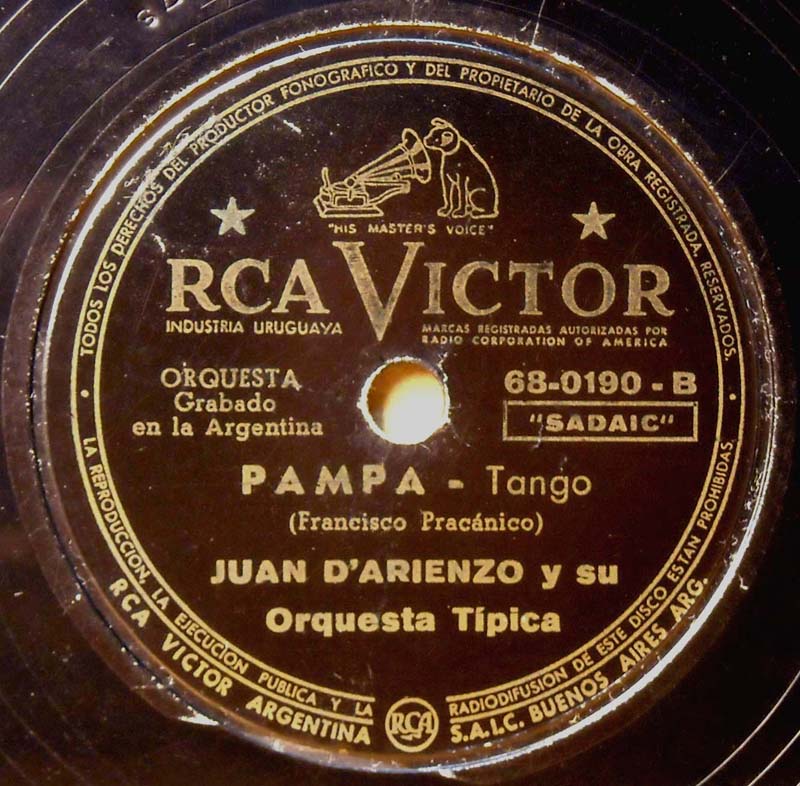 TODOS LOS DERECHOS DEL PRODUCTOR FONOGRAFICO Y DEL PROPIETARIO DE LA OBRA REGISTRADA, RESERVADOS.
"HIS MASTER'S VOICE"
RCA VICTOR
INDUSTRIA URUGUAYA
MARCAS REGISTRADAS AUTORIZADAS POR
RADIO CORPORATION OF AMERICA
ORQUESTA
Grabado
en la Argentina
68-0190 - B
"SADAIC"
PAMPA - Tango
(Francisco Pracánico)
JUAN D'ARIENZO y su
Orquesta Típica
LA REPRODUCCION, LA EJECUCION PUBLICA Y LA RADIODIFUSION DE ESTE DISCO ESTAN PROHIBIDAS.
RCA VICTOR ARGENTINA
RCA
S.A.I.C. BUENOS AIRES ARG.